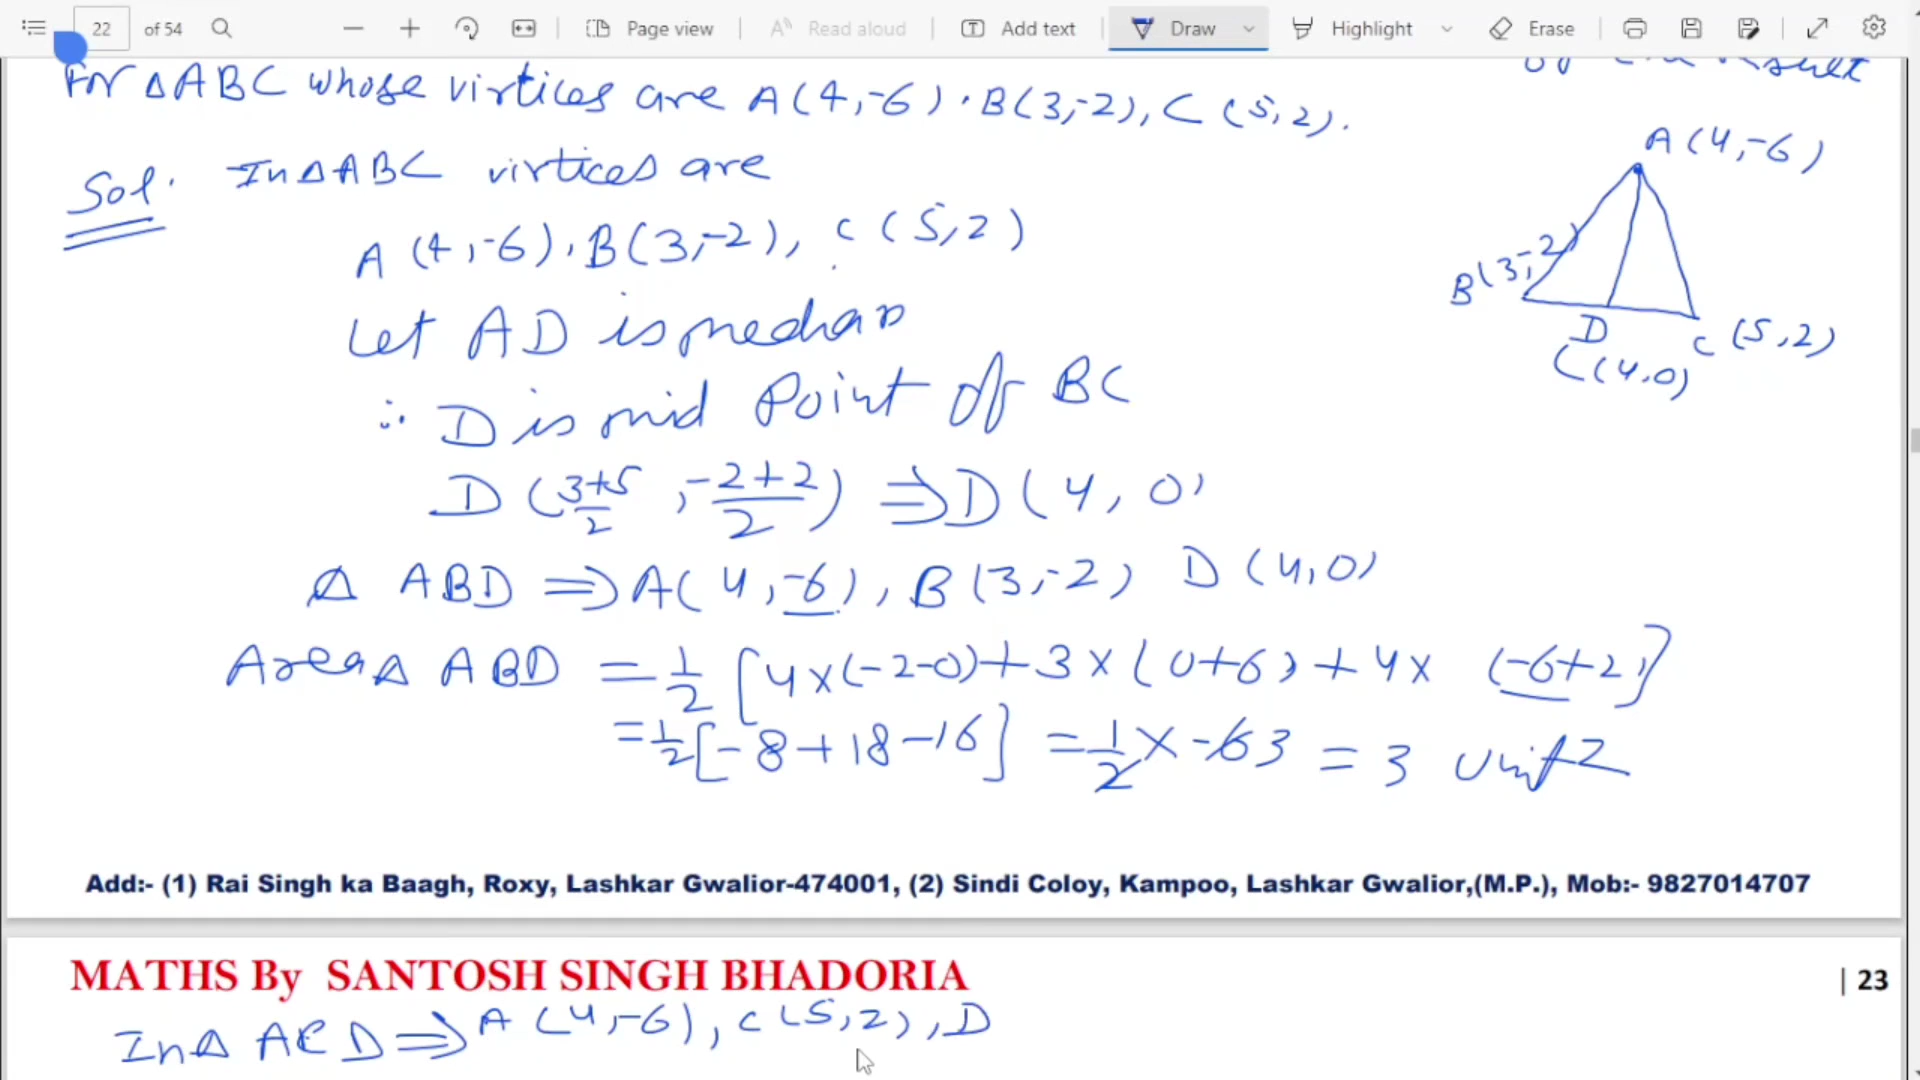 22 of 54 Page view Read aloud Add text Draw Highlight Erase
of the result
For △ABC whose virtices are A(4,-6). B(3,-2), C(5,2).
Sol. In△ABC virtices are
A(4,-6). B(3,-2), C(5,2)
Let AD is median
∴ D is mid Point of BC
D(3+5/2, -2+2/2) ⇒ D(4,0)
△ ABD ⇒ A(4,-6), B(3,-2) D(4,0)
Area△ ABD = 1/2 [4×(-2-0)+3×(0+6)+4×(-6+2)]
= 1/2[-8+18-16] = 1/2 × -6 3 = 3 unit2
A(4,-6)
B(3,-2)
D
C(4,0)
C(5,2)
Add:- (1) Rai Singh ka Baagh, Roxy, Lashkar Gwalior-474001, (2) Sindi Coloy, Kampoo, Lashkar Gwalior,(M.P.), Mob:- 9827014707
MATHS By SANTOSH SINGH BHADORIA | 23
In△ ACD ⇒ A(4,-6), C(5,2), D